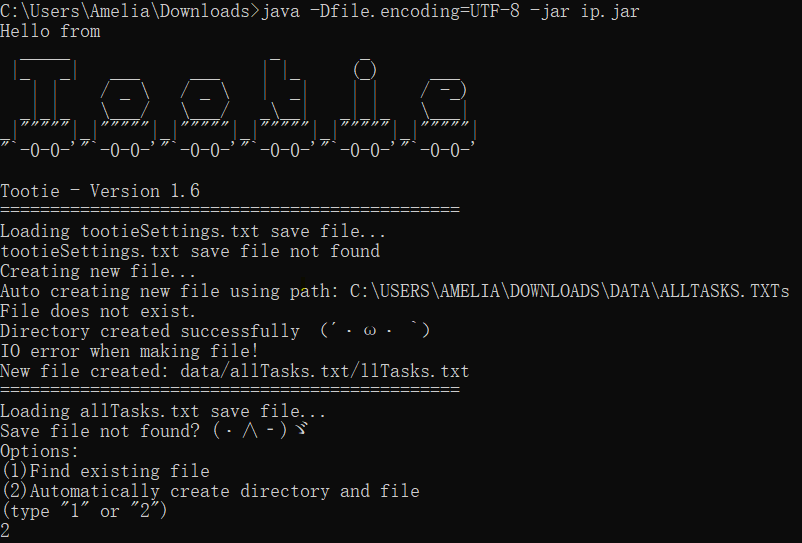 C:\Users\Amelia\Downloads>java -Dfile.encoding=UTF-8 -jar ip.jar
Hello from
Tootie
Tootie - Version 1.6
==============================================
Loading tootieSettings.txt save file...
tootieSettings.txt save file not found
Creating new file...
Auto creating new file using path: C:\USERS\AMELIA\DOWNLOADS\DATA\ALLTASKS.TXTs
File does not exist.
Directory created successfully (´・ω・｀)
IO error when making file!
New file created: data/allTasks.txt/llTasks.txt
==============================================
Loading allTasks.txt save file...
Save file not found? (・∧‐)ゞ
Options:
(1)Find existing file
(2)Automatically create directory and file
(type "1" or "2")
2